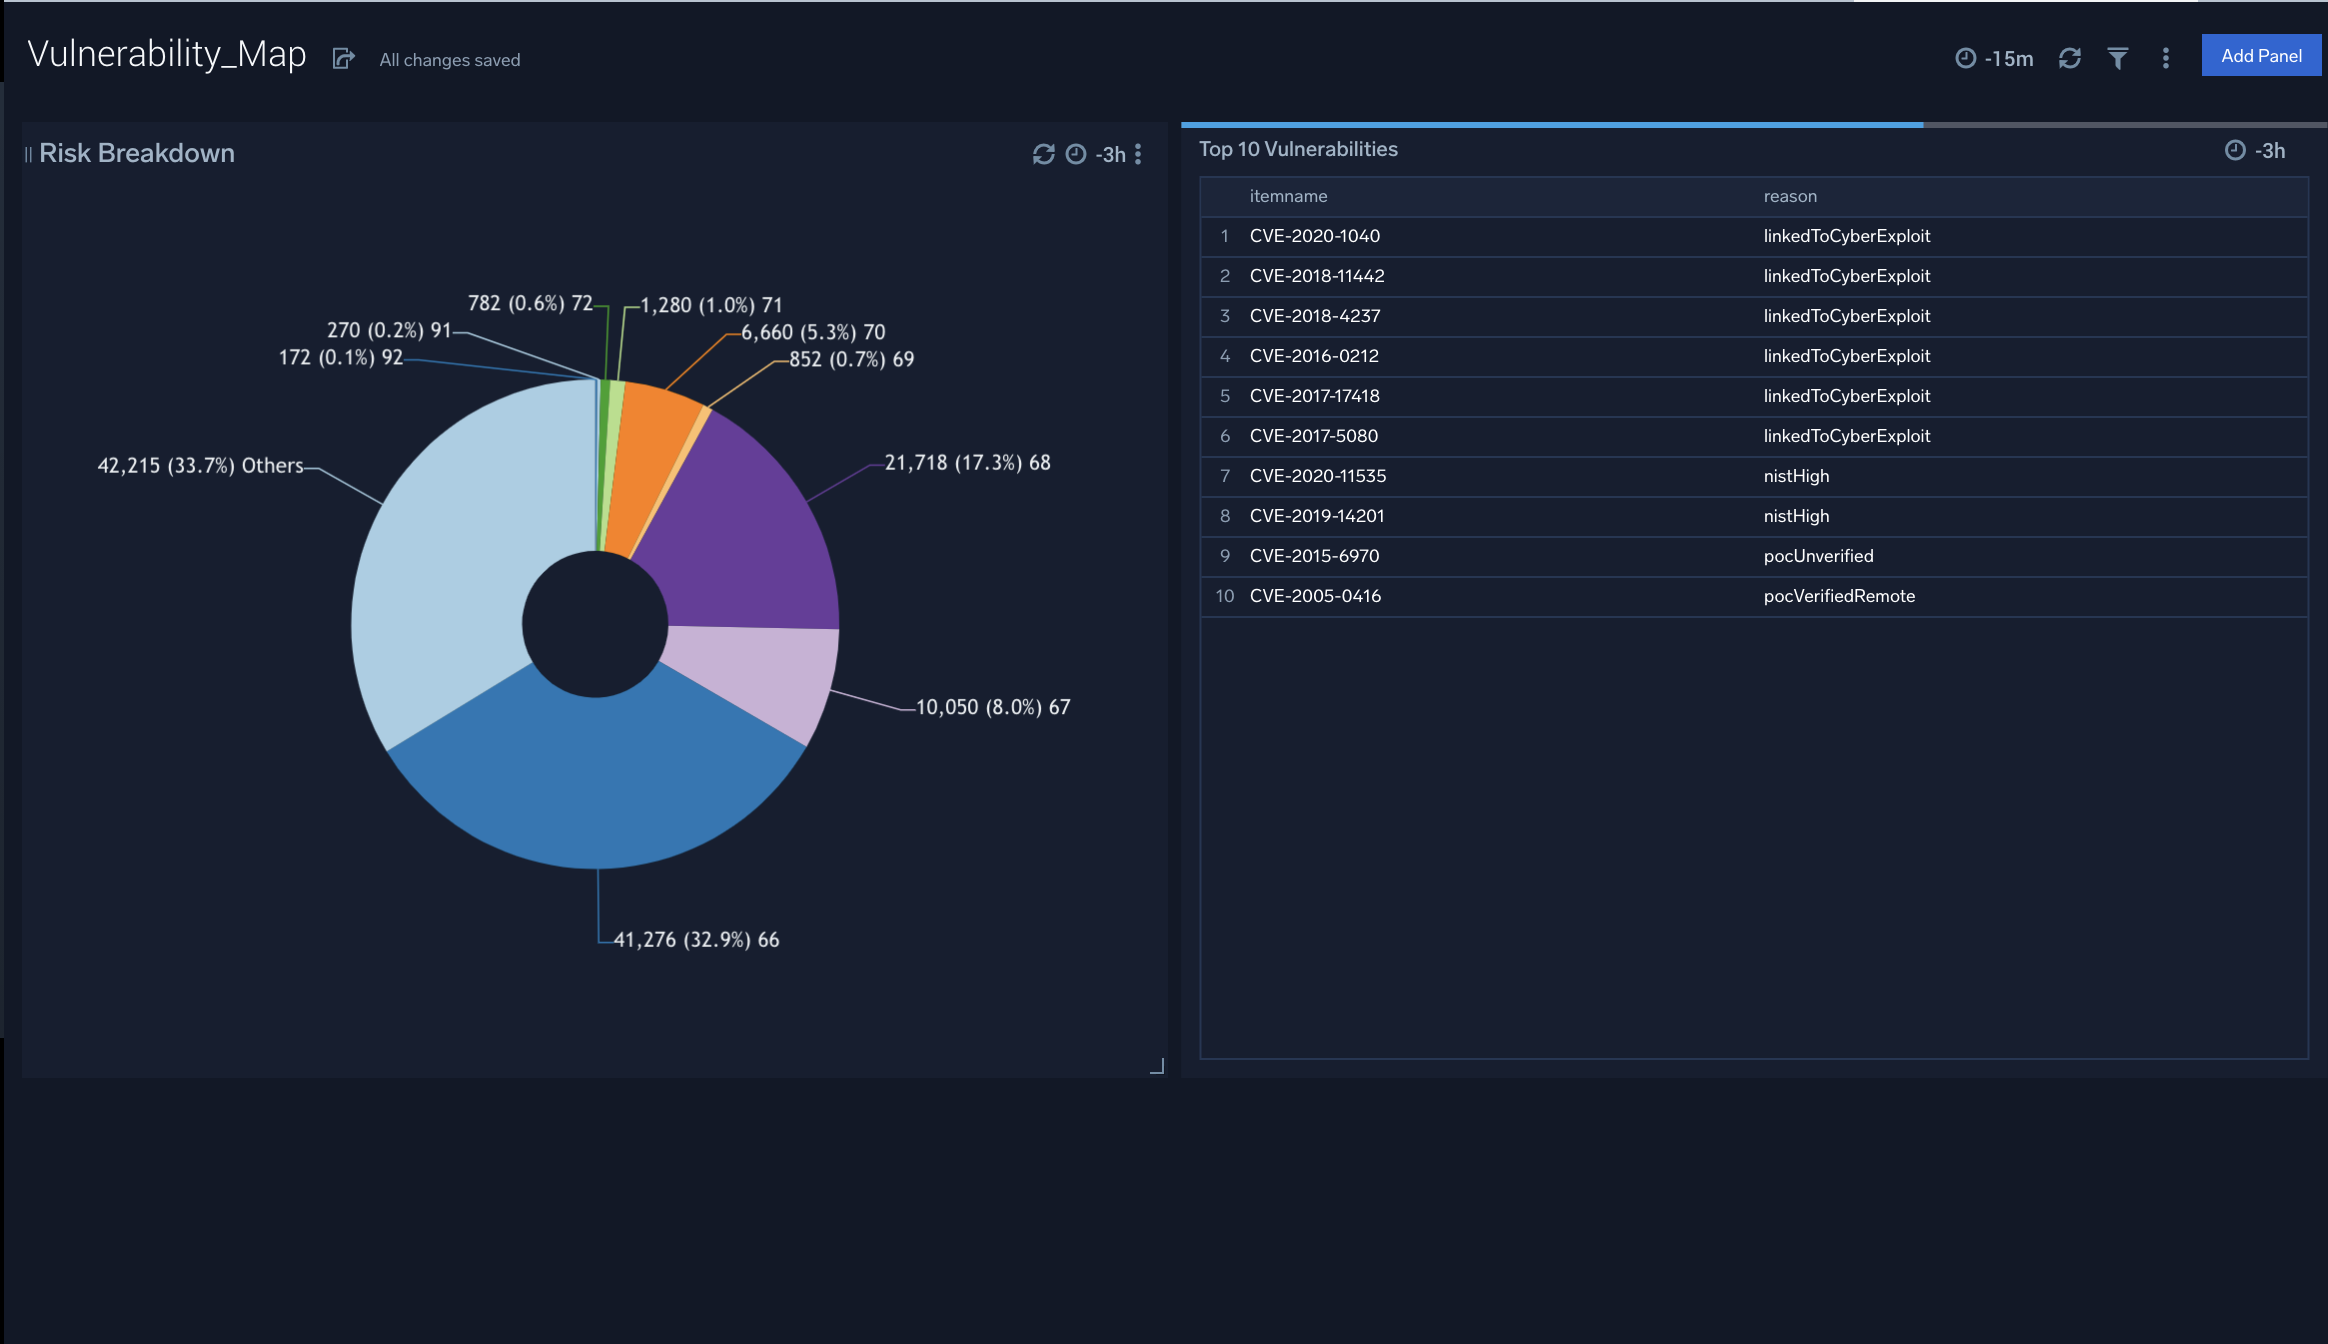 Vulnerability_Map
All changes saved
-15m
Add Panel
Risk Breakdown
-3h
782 (0.6%) 72
1,280 (1.0%) 71
270 (0.2%) 91
6,660 (5.3%) 70
172 (0.1%) 92
852 (0.7%) 69
42,215 (33.7%) Others
21,718 (17.3%) 68
10,050 (8.0%) 67
41,276 (32.9%) 66
Top 10 Vulnerabilities
-3h
itemname reason
1 CVE-2020-1040 linkedToCyberExploit
2 CVE-2018-11442 linkedToCyberExploit
3 CVE-2018-4237 linkedToCyberExploit
4 CVE-2016-0212 linkedToCyberExploit
5 CVE-2017-17418 linkedToCyberExploit
6 CVE-2017-5080 linkedToCyberExploit
7 CVE-2020-11535 nistHigh
8 CVE-2019-14201 nistHigh
9 CVE-2015-6970 pocUnverified
10 CVE-2005-0416 pocVerifiedRemote